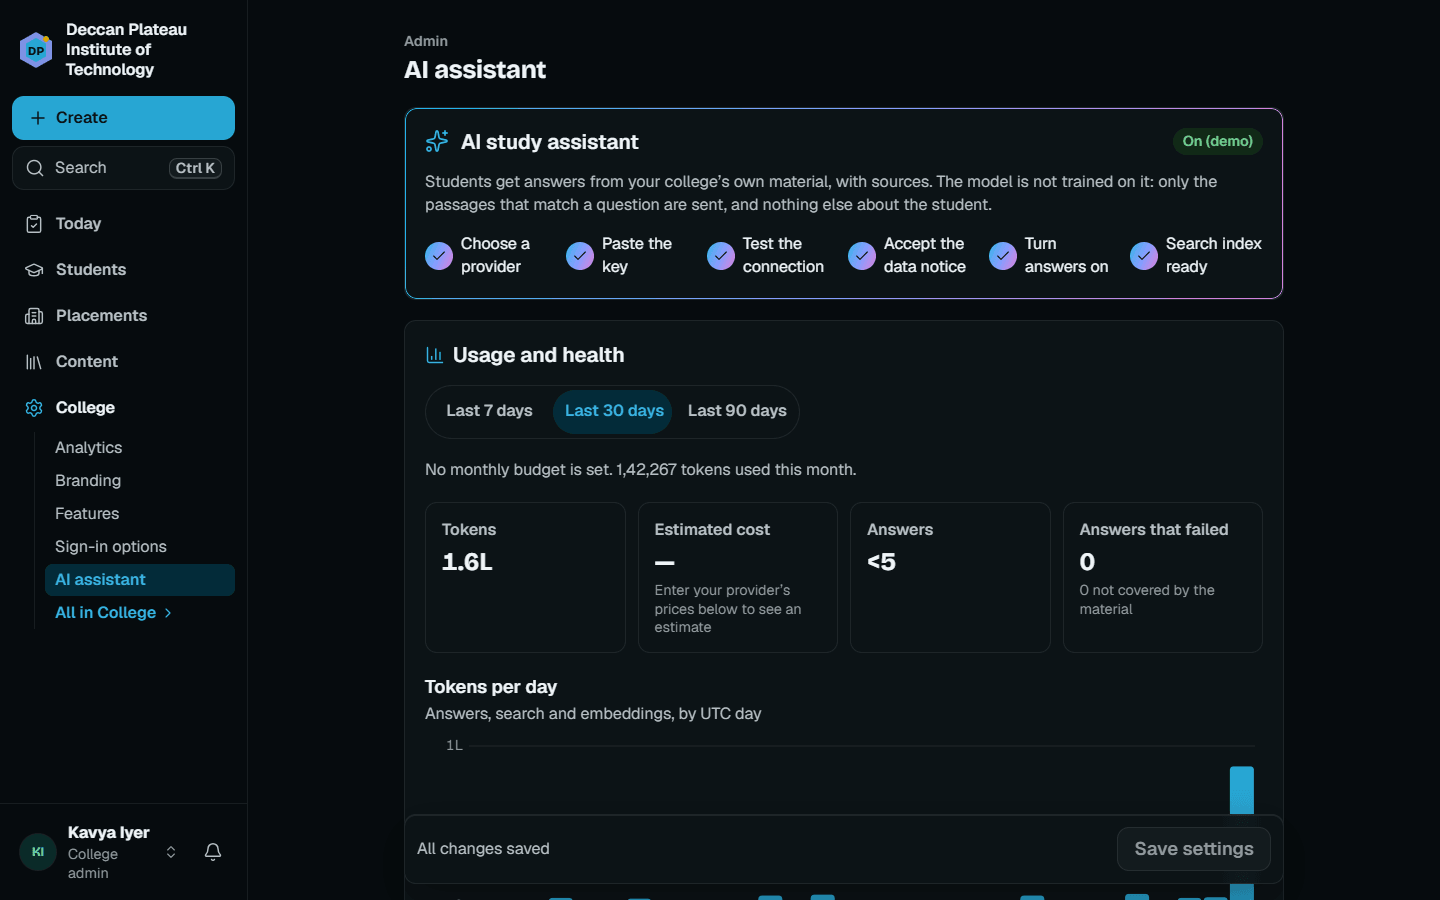 DP
Deccan Plateau
Institute of
Technology
Create
Search
Ctrl K
Today
Students
Placements
Content
College
Analytics
Branding
Features
Sign-in options
AI assistant
All in College
KI
Kavya Iyer
College
admin
Admin
AI assistant
AI study assistant
On (demo)
Students get answers from your college’s own material, with sources. The model is not trained on it: only the
passages that match a question are sent, and nothing else about the student.
Choose a
provider
Paste the
key
Test the
connection
Accept the
data notice
Turn
answers on
Search index
ready
Usage and health
Last 7 days
Last 30 days
Last 90 days
No monthly budget is set. 1,42,267 tokens used this month.
Tokens
1.6L
Estimated cost
—
Enter your provider’s
prices below to see an
estimate
Answers
<5
Answers that failed
0
0 not covered by the
material
Tokens per day
Answers, search and embeddings, by UTC day
1L
All changes saved
Save settings